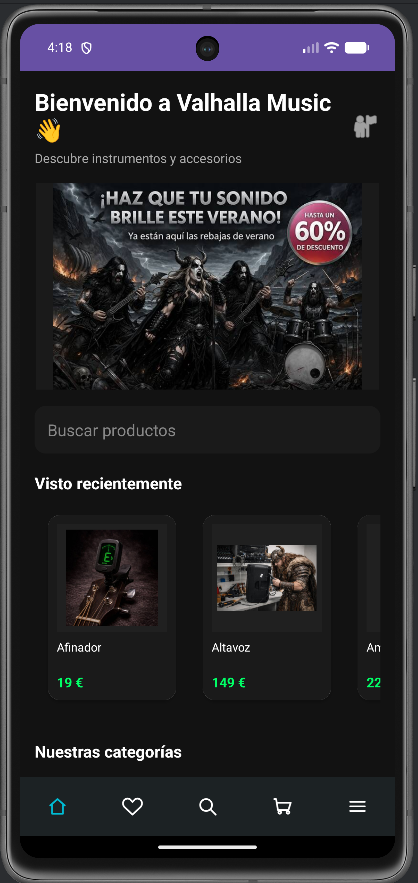 4:18
Bienvenido a Valhalla Music
👋
Descubre instrumentos y accesorios
¡HAZ QUE TU SONIDO
BRILLE ESTE VERANO!
Ya están aquí las rebajas de verano
HASTA UN
60%
DE DESCUENTO
Buscar productos
Visto recientemente
E
Afinador
19 €
Altavoz
149 €
Am
22
Nuestras categorías